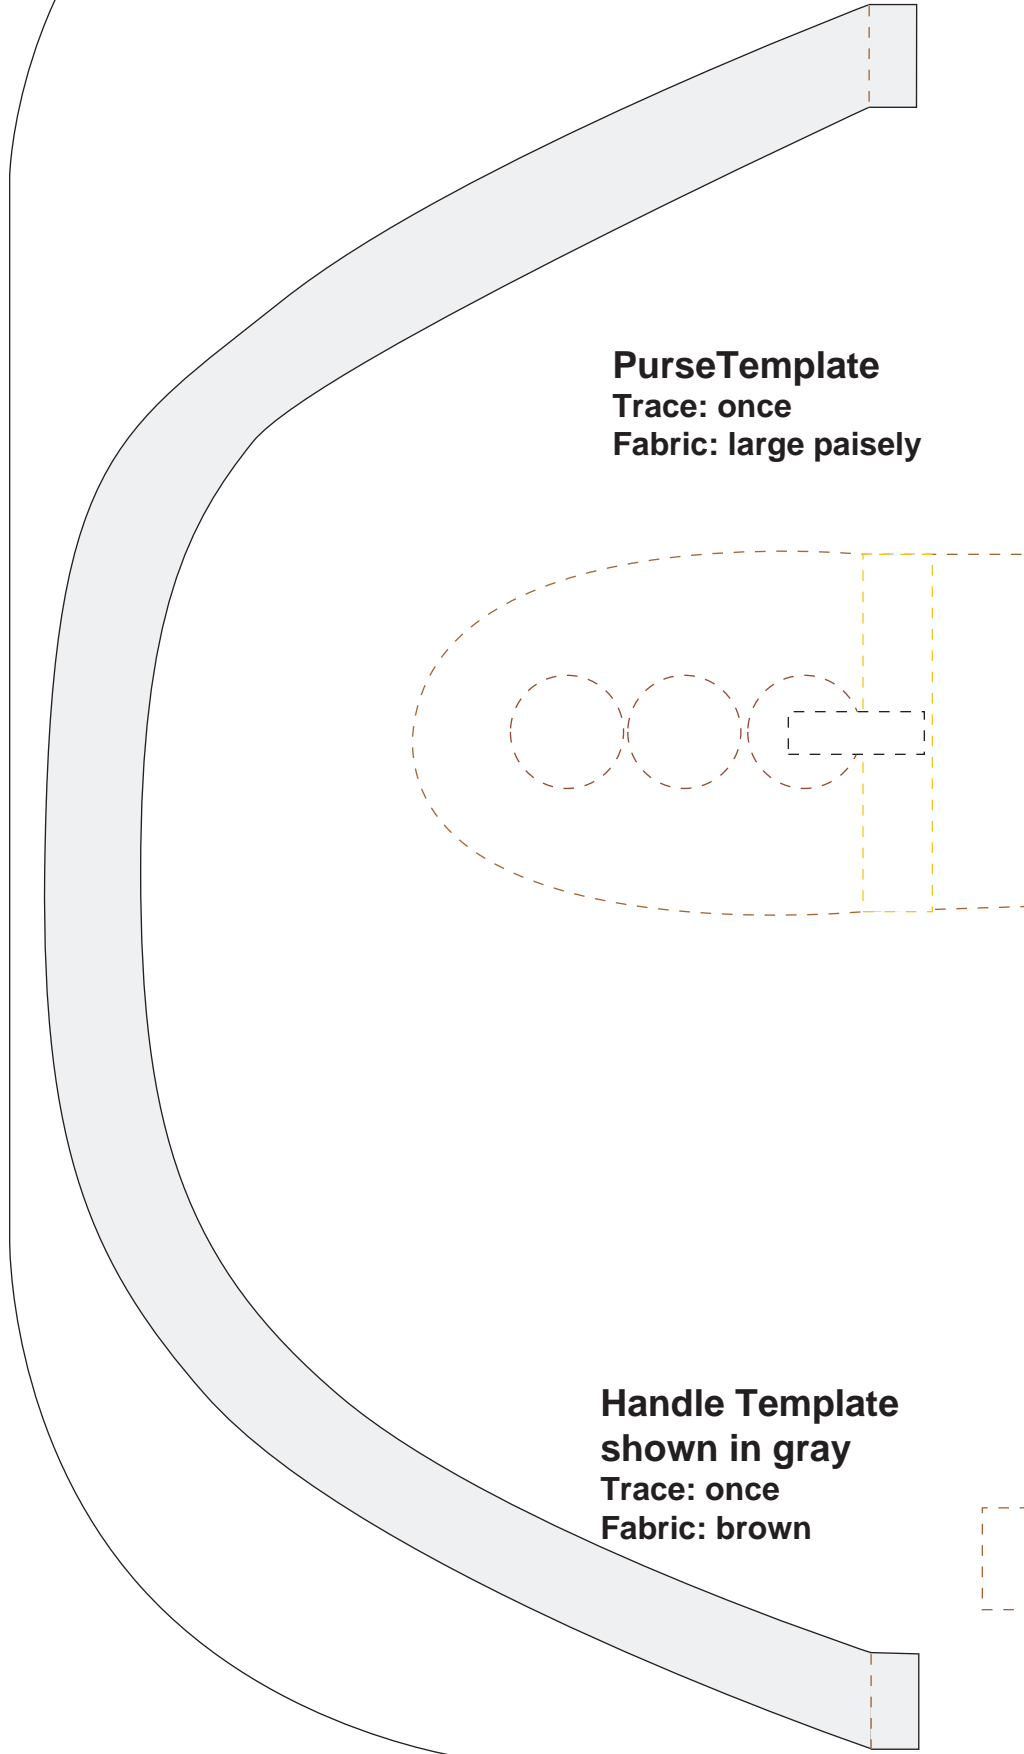 PurseTemplate
Trace: once
Fabric: large paisely
Handle Template
shown in gray
Trace: once
Fabric: brown